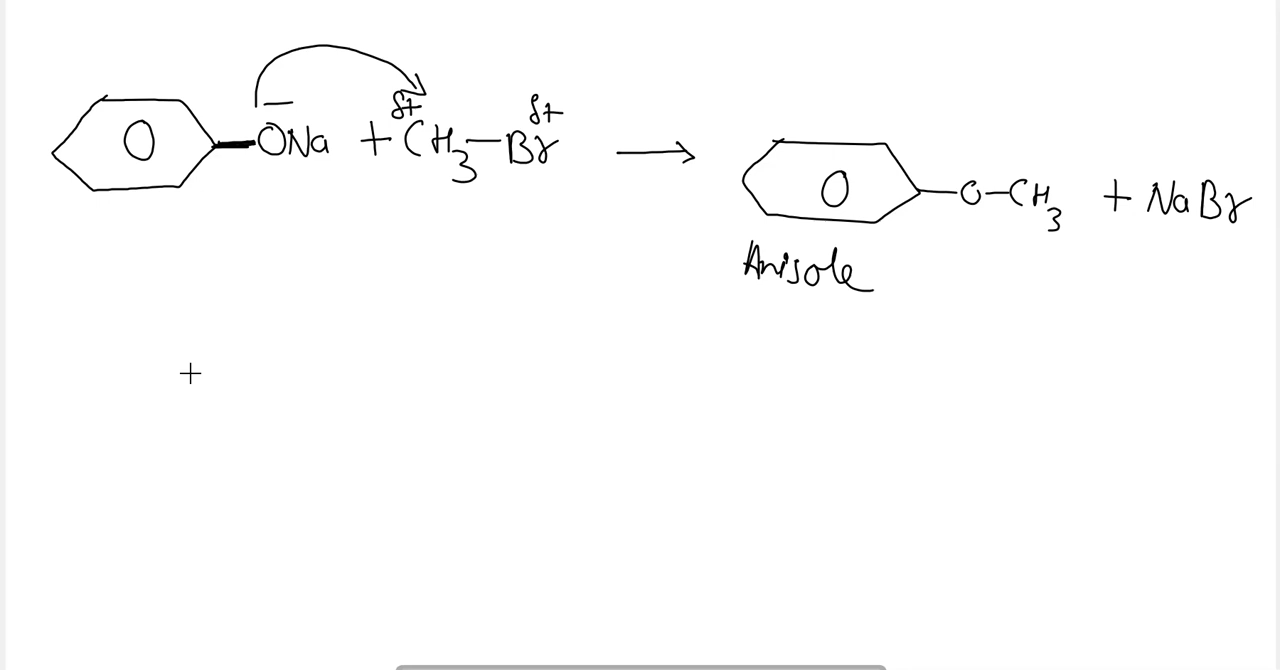 δ+ δ+
ONa + CH3-Br → O-CH3 + NaBr
Anisole
+